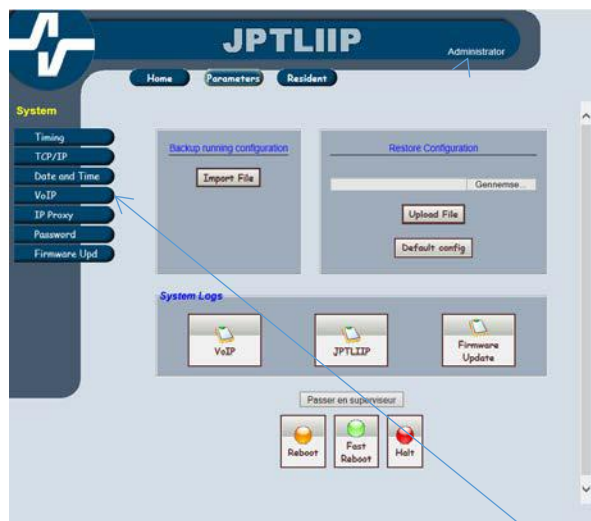 JPTLIIP
Administrator
Home Parameters Resident
System
Timing
TCP/IP
Date and Time
VoIP
IP Proxy
Password
Firmware Upd
Backup running configuration
Import File
Restore Configuration
Gennemse...
Upload File
Default config
System Logs
VoIP
JPTLIIP
Firmware
Update
Passer en superviseur
Reboot
Fast
Reboot
Halt